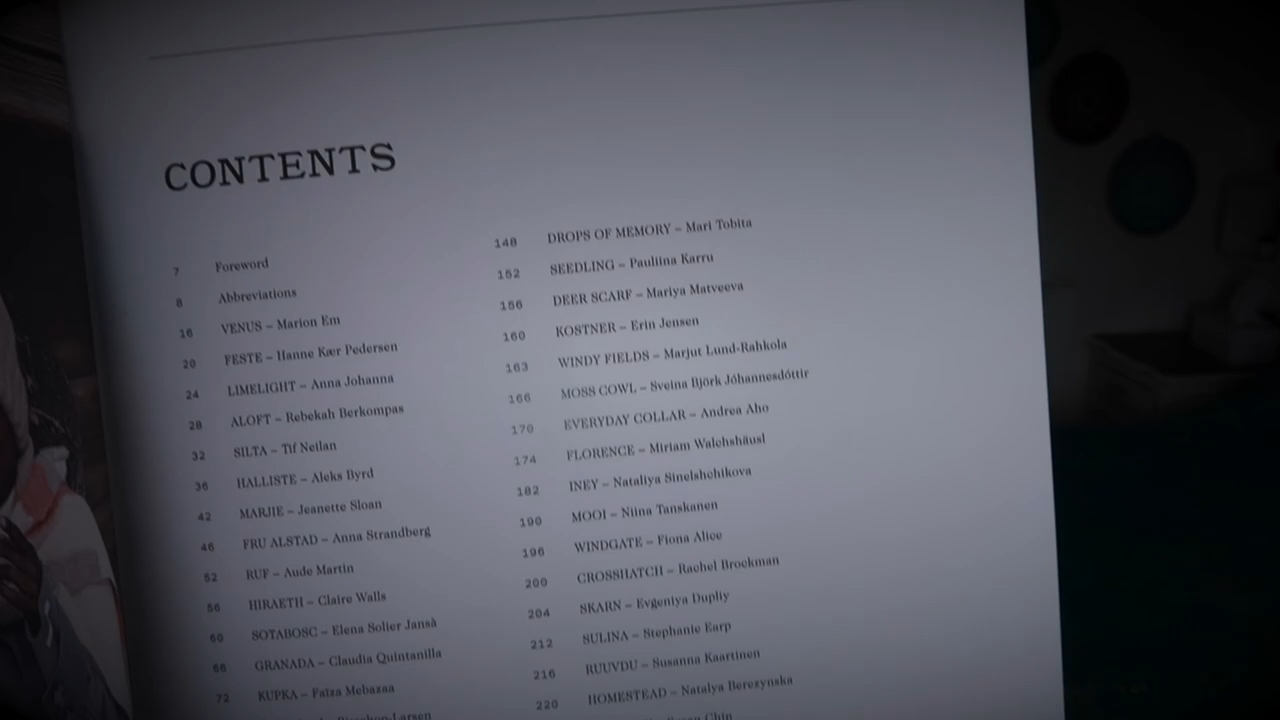 CONTENTS
7 Foreword
8 Abbreviations
16 VENUS – Marion Em
20 FESTE – Hanne Kær Pedersen
24 LIMELIGHT – Anna Johanna
28 ALOFT – Rebekah Berkompas
32 SILTA – Tif Neilan
36 HALLISTE – Aleks Byrd
42 MARJIE – Jeanette Sloan
46 FRU ALSTAD – Anna Strandberg
52 RUF – Aude Martin
56 HIRAETH – Claire Walls
60 SOTABOSC – Elena Solier Jansà
66 GRANADA – Claudia Quintanilla
72 KUPKA – Faïza Mebazaa
148 DROPS OF MEMORY – Mari Tobita
152 SEEDLING – Pauliina Karru
156 DEER SCARF – Mariya Matveeva
160 KOSTNER – Erin Jensen
163 WINDY FIELDS – Marjut Lund-Rahkola
166 MOSS COWL – Sveina Björk Jóhannesdóttir
170 EVERYDAY COLLAR – Andrea Aho
174 FLORENCE – Miriam Walchshäusl
182 INEY – Nataliya Sinelshchikova
190 MOOI – Niina Tanskanen
196 WINDGATE – Fiona Alice
200 CROSSHATCH – Rachel Brockman
204 SKARN – Evgeniya Dupliy
212 SULINA – Stephanie Earp
216 RUUVDU – Susanna Kaartinen
220 HOMESTEAD – Natalya Berezynska